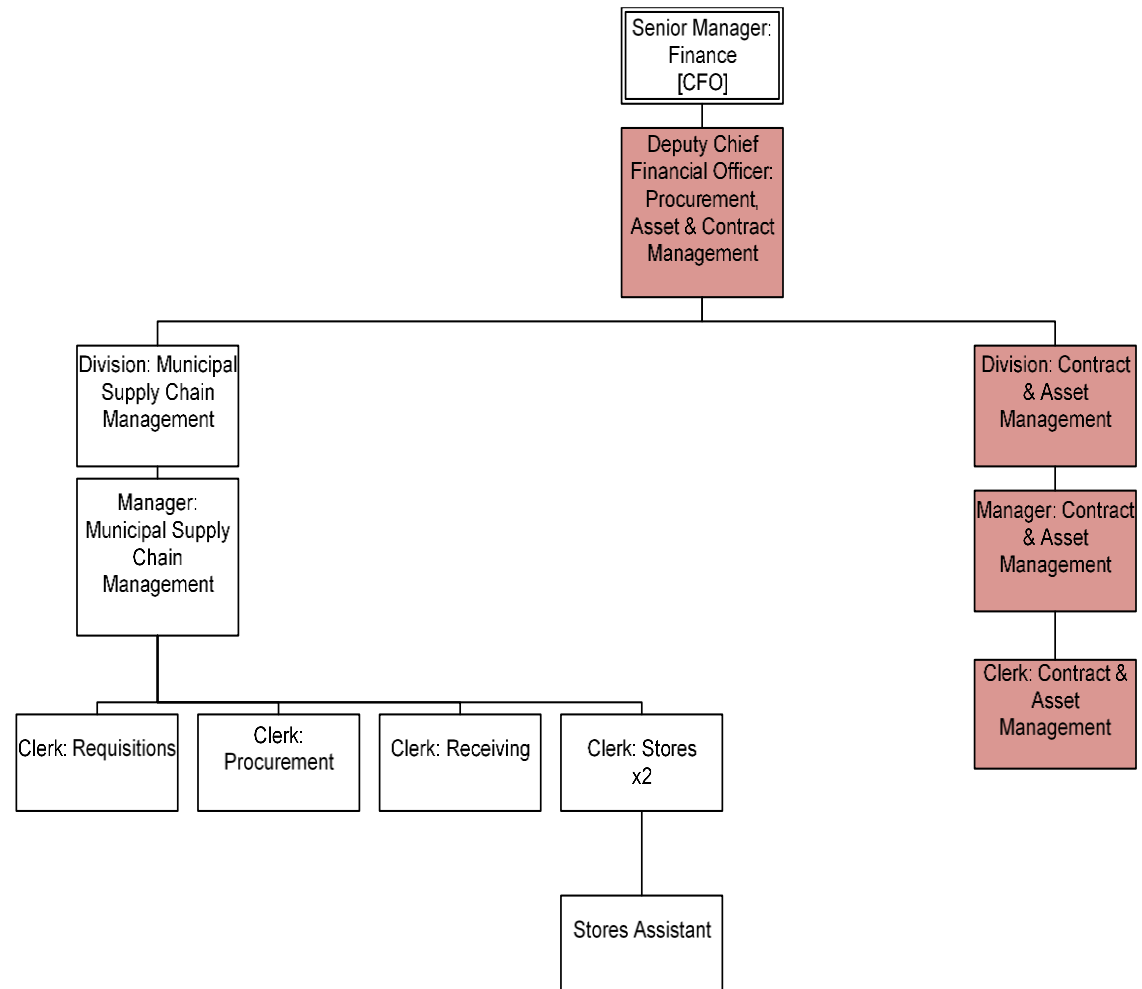 Senior Manager:
Finance
[CFO]
Deputy Chief
Financial Officer:
Procurement,
Asset & Contract
Management
Division: Municipal
Supply Chain
Management
Division: Contract
& Asset
Management
Manager:
Municipal Supply
Chain
Management
Manager: Contract
& Asset
Management
Clerk: Contract &
Asset
Management
Clerk: Requisitions
Clerk:
Procurement
Clerk: Receiving
Clerk: Stores
x2
Stores Assistant